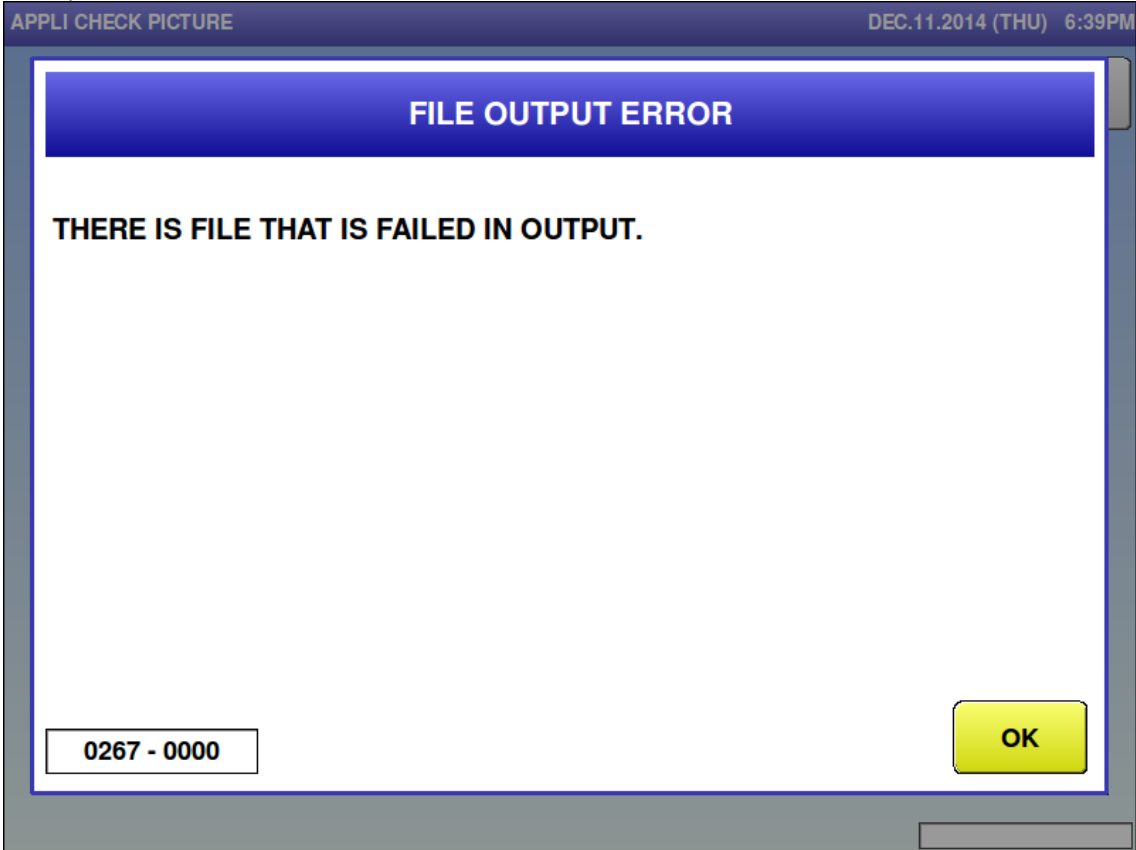 APPLI CHECK PICTURE DEC.11.2014 (THU) 6:39PM
FILE OUTPUT ERROR
THERE IS FILE THAT IS FAILED IN OUTPUT.
0267 - 0000
OK